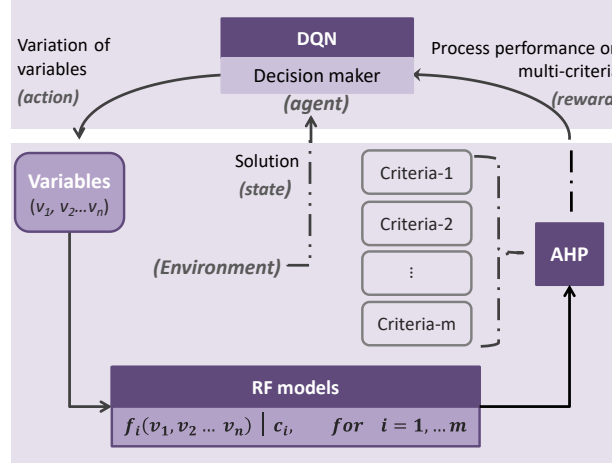 DQN
Decision maker
(agent)
Variation of
variables
(action)
Process performance on
multi-criteria
(reward
Solution
(state)
(Environment)
Variables
(v₁, v₂…vₙ)
Criteria-1
Criteria-2
⋮
Criteria-m
AHP
RF models
fᵢ(v₁, v₂ … vₙ) | cᵢ, for i = 1, … m